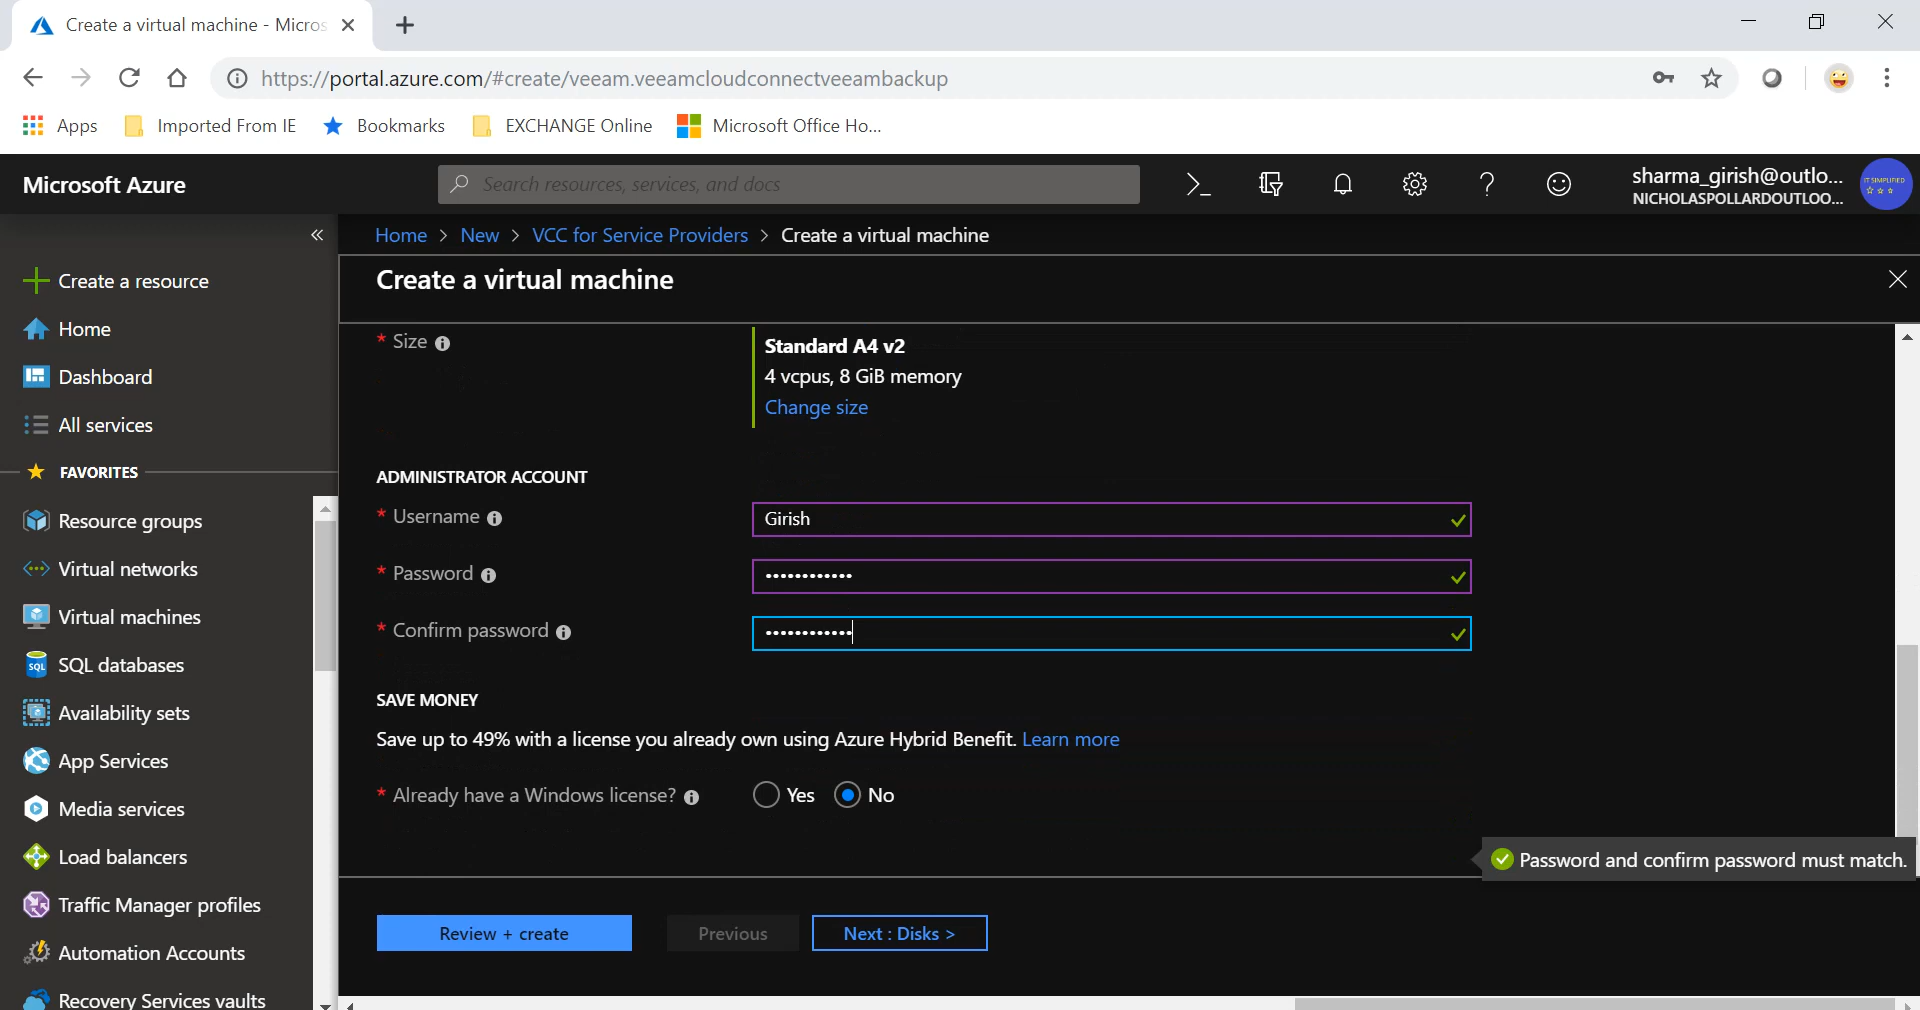 Create a virtual machine - Micros
https://portal.azure.com/#create/veeam.veeamcloudconnectveeambackup
Apps
Imported From IE
Bookmarks
EXCHANGE Online
Microsoft Office Ho...
Microsoft Azure
Search resources, services, and docs
sharma_girish@outlo...
NICHOLASPOLLARDOUTLOO...
IT SIMPLIFIED
Home > New > VCC for Service Providers > Create a virtual machine
Create a virtual machine
Create a resource
Home
Dashboard
All services
FAVORITES
Resource groups
Virtual networks
Virtual machines
SQL
SQL databases
Availability sets
App Services
Media services
Load balancers
Traffic Manager profiles
Automation Accounts
Recovery Services vaults
* Size
Standard A4 v2
4 vcpus, 8 GiB memory
Change size
ADMINISTRATOR ACCOUNT
* Username
Girish
* Password
••••••••••••
* Confirm password
••••••••••••
SAVE MONEY
Save up to 49% with a license you already own using Azure Hybrid Benefit. Learn more
* Already have a Windows license?
Yes
No
Password and confirm password must match.
Review + create
Previous
Next : Disks >